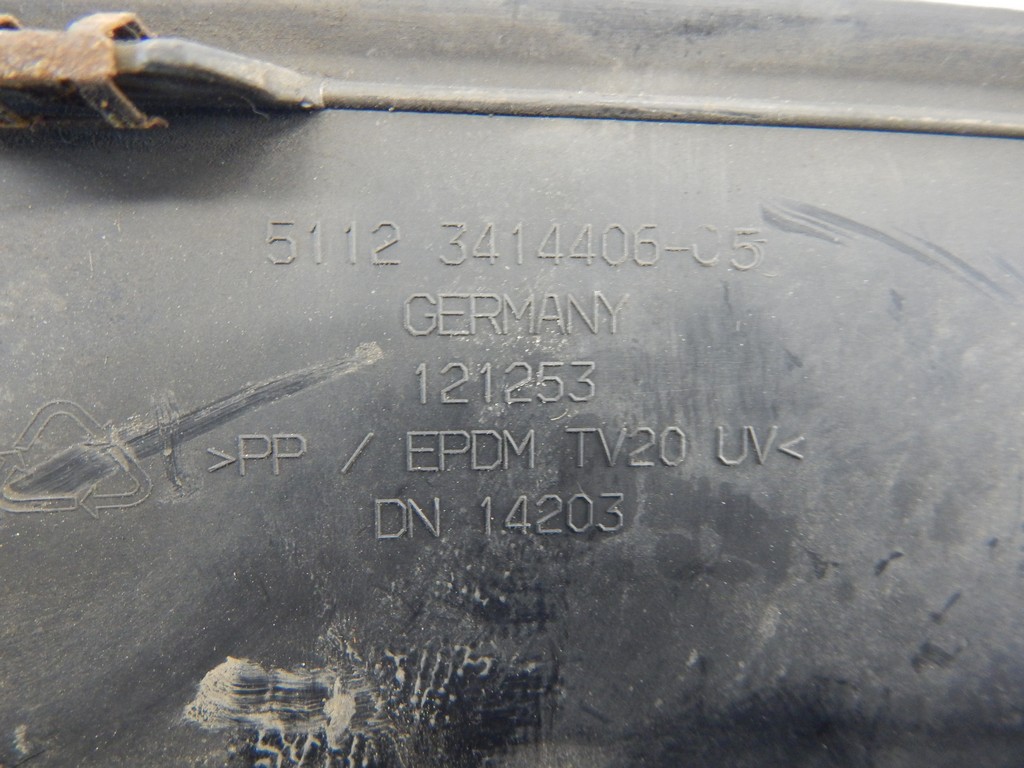 5112 3414406-05
GERMANY
121253
>PP / EPDM TV20 UV<
DN 14203